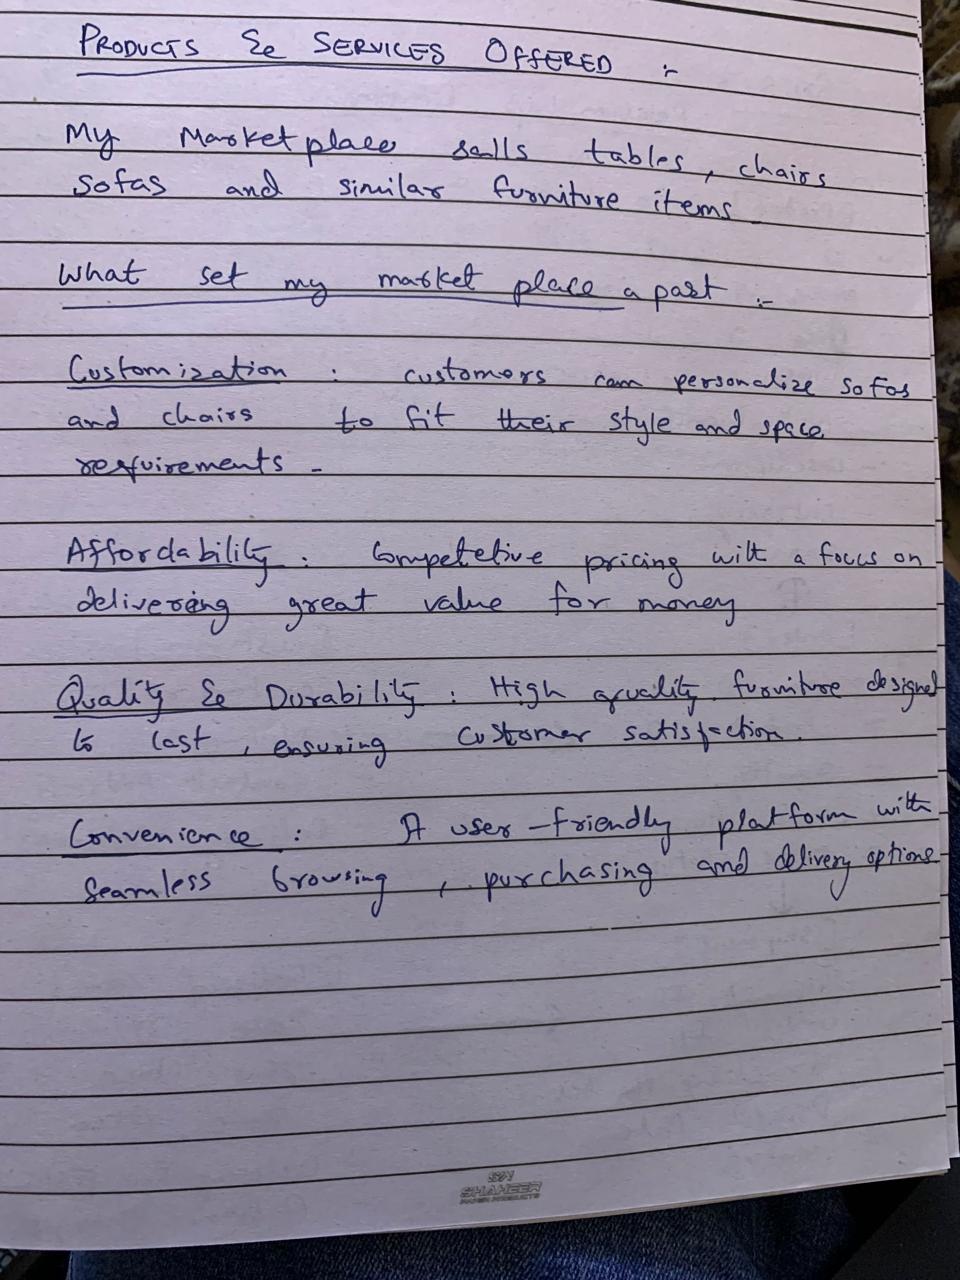 PRODUCTS & SERVICES OFFERED :-
My Marketplace salls tables, chairs
sofas and similar furniture items.
What set my market place a part :-
Customization : customers can personalize sofas
and chairs to fit their style and space
requirements.
Affordability : Competetive pricing with a focus on
delivering great value for money
Quality & Durability : High quality furniture designed
to last, ensuring customer satisfaction.
Convenience : A user-friendly platform with
seamless browsing, purchasing and delivery options
SHAHEER
PAPER PRODUCTS